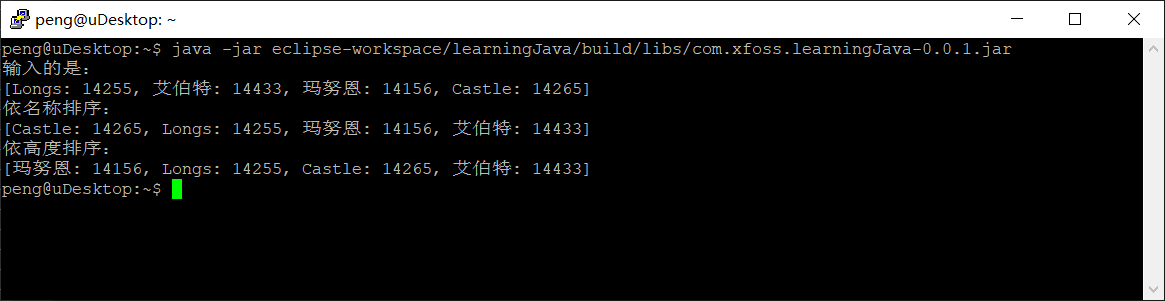 peng@uDesktop: ~
peng@uDesktop:~$ java -jar eclipse-workspace/learningJava/build/libs/com.xfoss.learningJava-0.0.1.jar
输入的是:
[Longs: 14255, 艾伯特: 14433, 玛努恩: 14156, Castle: 14265]
依名称排序:
[Castle: 14265, Longs: 14255, 玛努恩: 14156, 艾伯特: 14433]
依高度排序:
[玛努恩: 14156, Longs: 14255, Castle: 14265, 艾伯特: 14433]
peng@uDesktop:~$